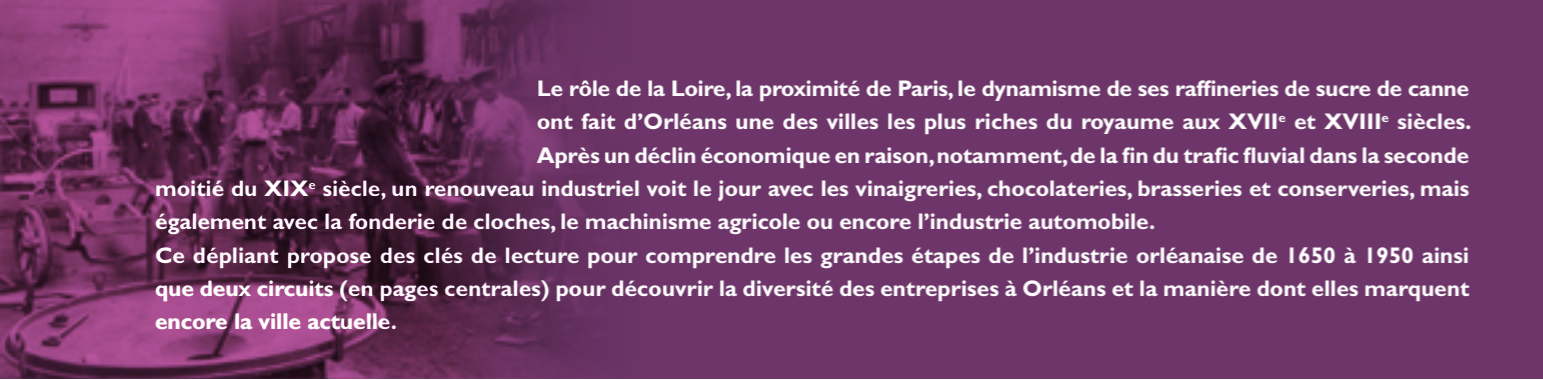 Le rôle de la Loire, la proximité de Paris, le dynamisme de ses raffineries de sucre de canne
ont fait d’Orléans une des villes les plus riches du royaume aux XVIIe et XVIIIe siècles.
Après un déclin économique en raison, notamment, de la fin du trafic fluvial dans la seconde
moitié du XIXe siècle, un renouveau industriel voit le jour avec les vinaigreries, chocolateries, brasseries et conserveries, mais
également avec la fonderie de cloches, le machinisme agricole ou encore l’industrie automobile.
Ce dépliant propose des clés de lecture pour comprendre les grandes étapes de l’industrie orléanaise de 1650 à 1950 ainsi
que deux circuits (en pages centrales) pour découvrir la diversité des entreprises à Orléans et la manière dont elles marquent
encore la ville actuelle.